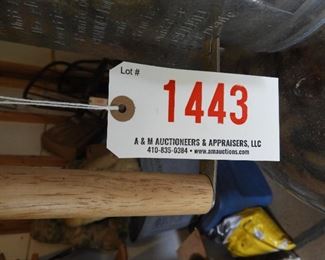 Lot #
1443
A & M AUCTIONEERS & APPRAISERS, LLC
410-835-0384 • www.amauctions.com